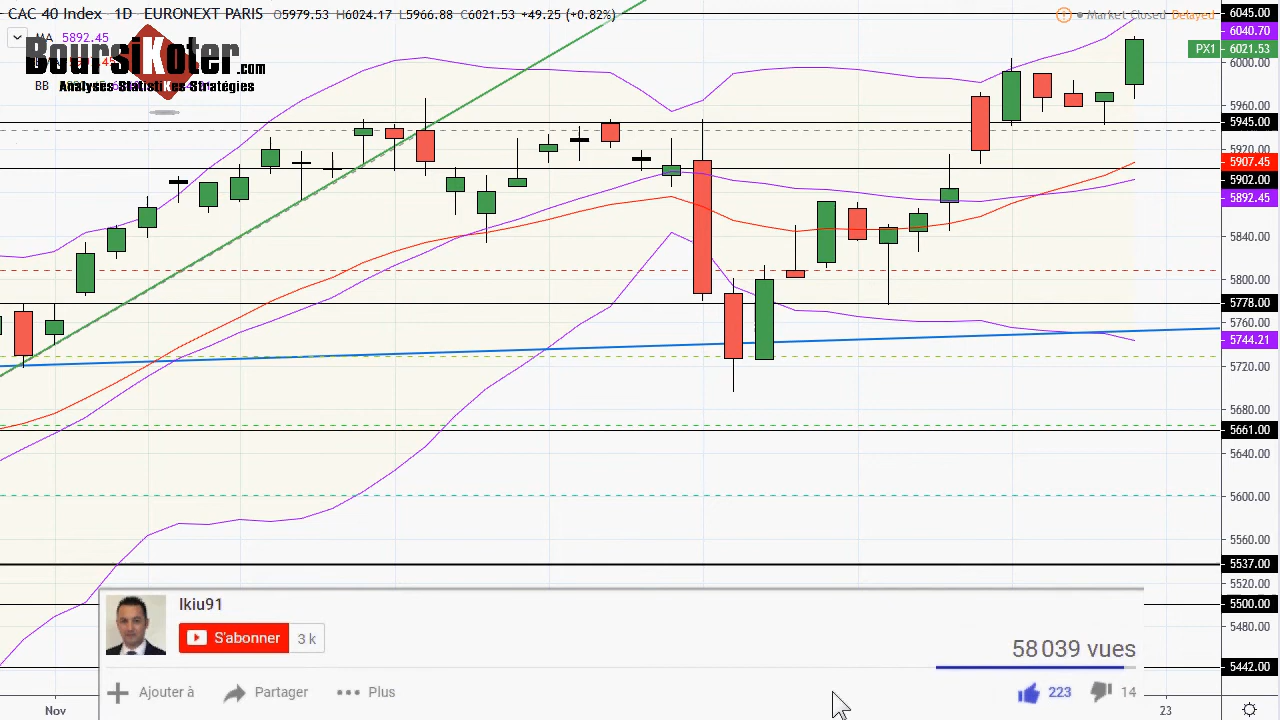 CAC 40 Index · 1D · EURONEXT PARIS O5979.53 H6024.17 L5966.88 C6021.53 +49.35 (+0.82%)
Market Closed Delayed
MA 5892.45
BoursiKoter.com
BB
Analyses Statistikes Stratégies
6045.00
6040.70
PX1 6021.53
6000.00
5960.00
5945.00
5920.00
5907.45
5902.00
5892.45
5840.00
5800.00
5778.00
5760.00
5744.21
5720.00
5680.00
5661.00
5640.00
5600.00
5560.00
5537.00
5520.00
5500.00
5480.00
5442.00
Ikiu91
S'abonner 3 k
58 039 vues
Ajouter à Partager Plus
223 14
Nov 23